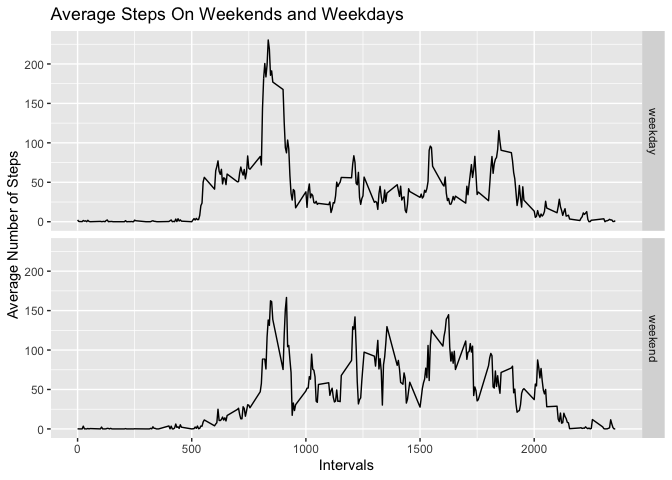 Average Steps On Weekends and Weekdays
Average Number of Steps
200
150
100
50
0
weekday
200
150
100
50
0
weekend
0 500 1000 1500 2000
Intervals